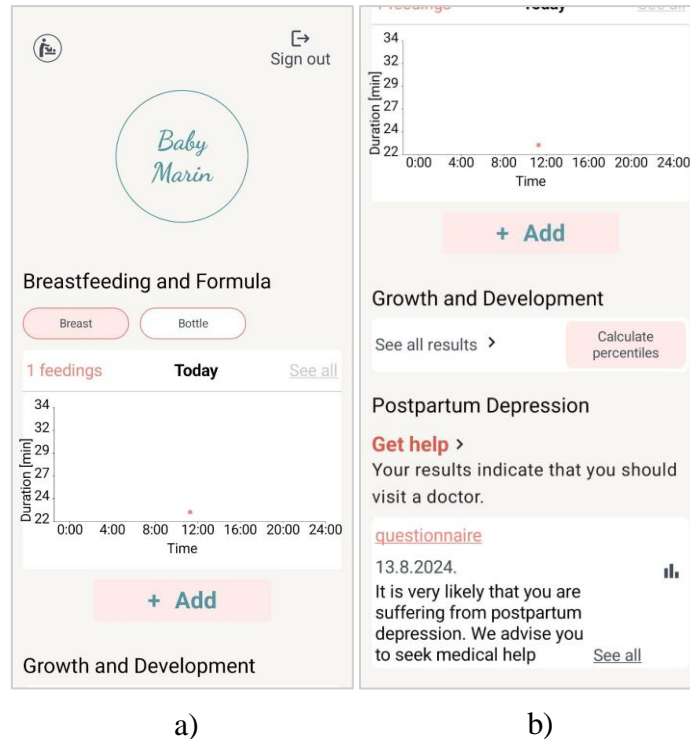 Sign out
Baby
Marin
Breastfeeding and Formula
Breast
Bottle
1 feedings
Today
See all
34
32
29
27
24
22
Duration [min]
0:00 4:00 8:00 12:00 16:00 20:00 24:00
Time
+ Add
Growth and Development
a)
1 feedings
Today
See all
34
32
29
27
24
22
Duration [min]
0:00 4:00 8:00 12:00 16:00 20:00 24:00
Time
+ Add
Growth and Development
See all results >
Calculate
percentiles
Postpartum Depression
Get help >
Your results indicate that you should
visit a doctor.
questionnaire
13.8.2024.
It is very likely that you are
suffering from postpartum
depression. We advise you
to seek medical help
See all
b)